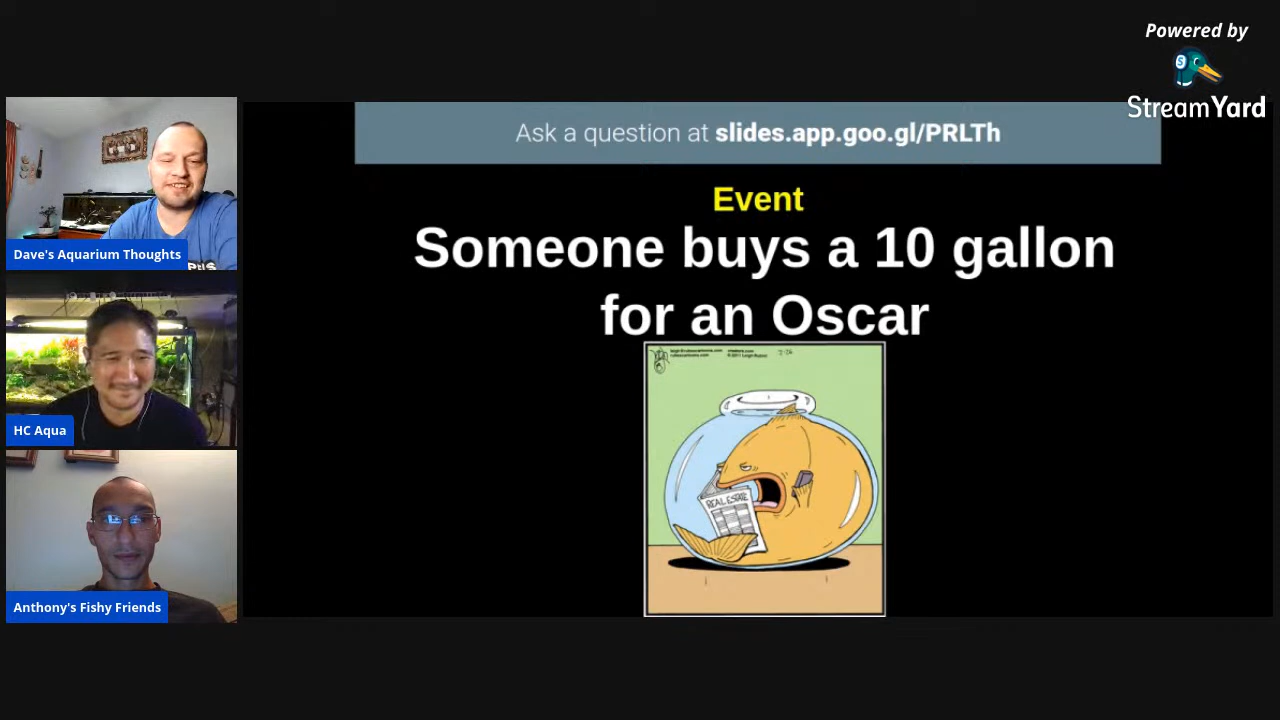 Powered by
StreamYard
Ask a question at slides.app.goo.gl/PRLTh
Event
Someone buys a 10 gallon
for an Oscar
REAL ESTATE
Dave's Aquarium Thoughts
HC Aqua
Anthony's Fishy Friends